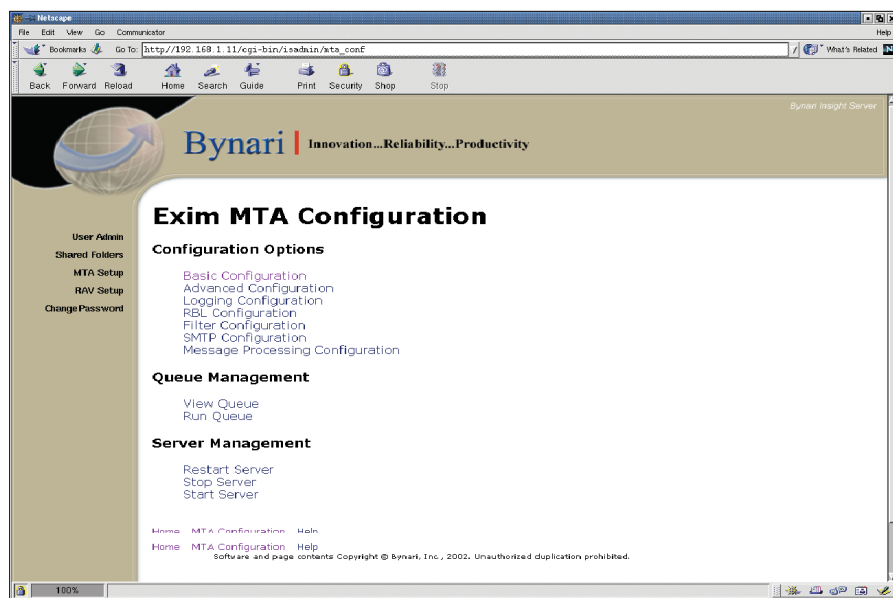 Netscape
File Edit View Go Communicator Help
Bookmarks Go To: http://192.168.1.11/cgi-bin/isadmin/mta_conf What's Related
Back Forward Reload Home Search Guide Print Security Shop Stop
Bynari Insight Server
Bynari Innovation...Reliability...Productivity
User Admin
Shared Folders
MTA Setup
RAV Setup
Change Password
Exim MTA Configuration
Configuration Options
Basic Configuration
Advanced Configuration
Logging Configuration
RBL Configuration
Filter Configuration
SMTP Configuration
Message Processing Configuration
Queue Management
View Queue
Run Queue
Server Management
Restart Server
Stop Server
Start Server
Home MTA Configuration Help
Home MTA Configuration Help
Software and page contents Copyright © Bynari, Inc., 2002. Unauthorized duplication prohibited.
100%